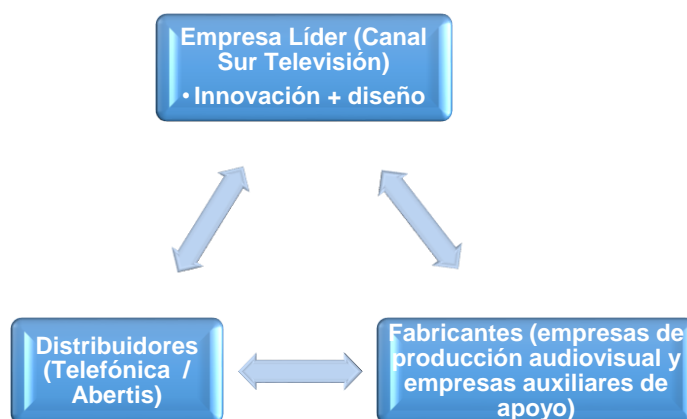 Empresa Líder (Canal
Sur Televisión)
• Innovación + diseño
Distribuidores
(Telefónica /
Abertis)
Fabricantes (empresas de
producción audiovisual y
empresas auxiliares de
apoyo)